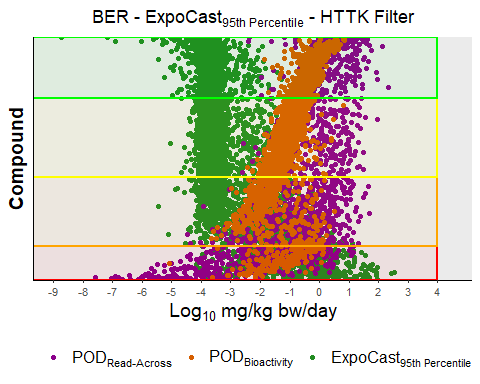 BER - ExpoCast95th Percentile - HTTK Filter
Compound
-9 -8 -7 -6 -5 -4 -3 -2 -1 0 1 2 3 4
Log10 mg/kg bw/day
PODRead-Across PODBioactivity ExpoCast95th Percentile